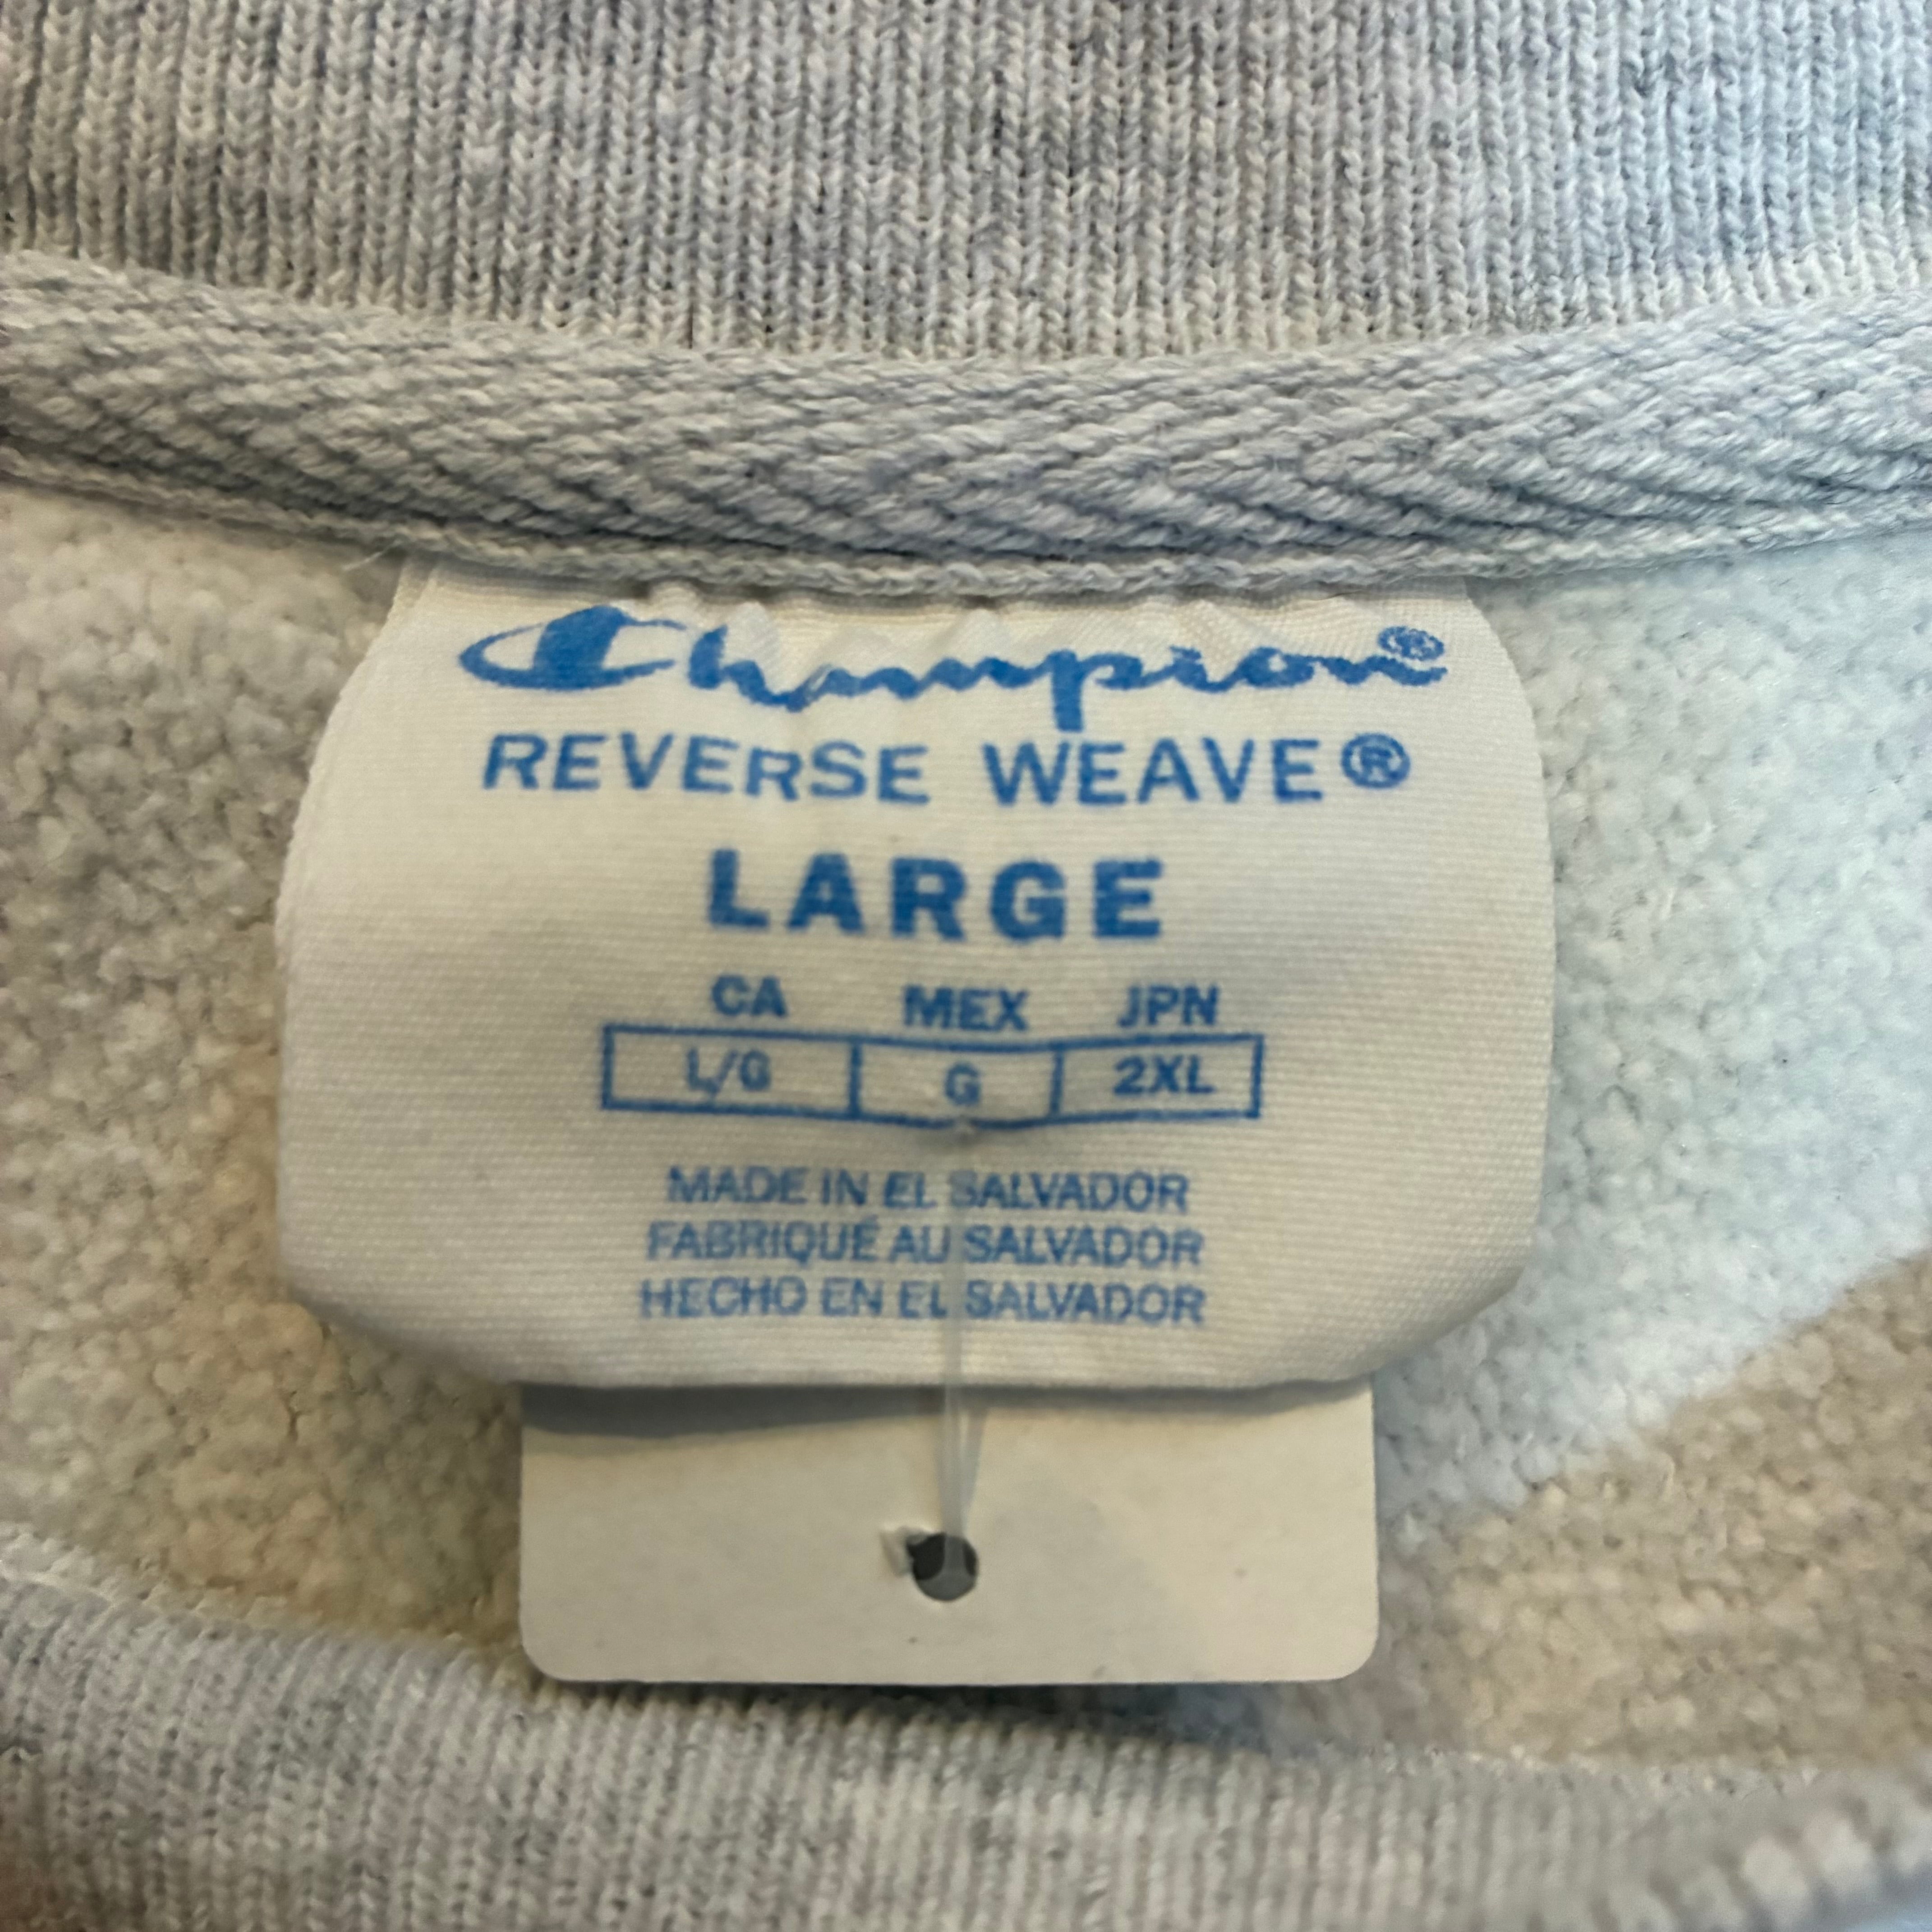 Champion®
REVERSE WEAVE®
LARGE
CA MEX JPN
L/G G 2XL
MADE IN EL SALVADOR
FABRIQUÉ AU SALVADOR
HECHO EN EL SALVADOR